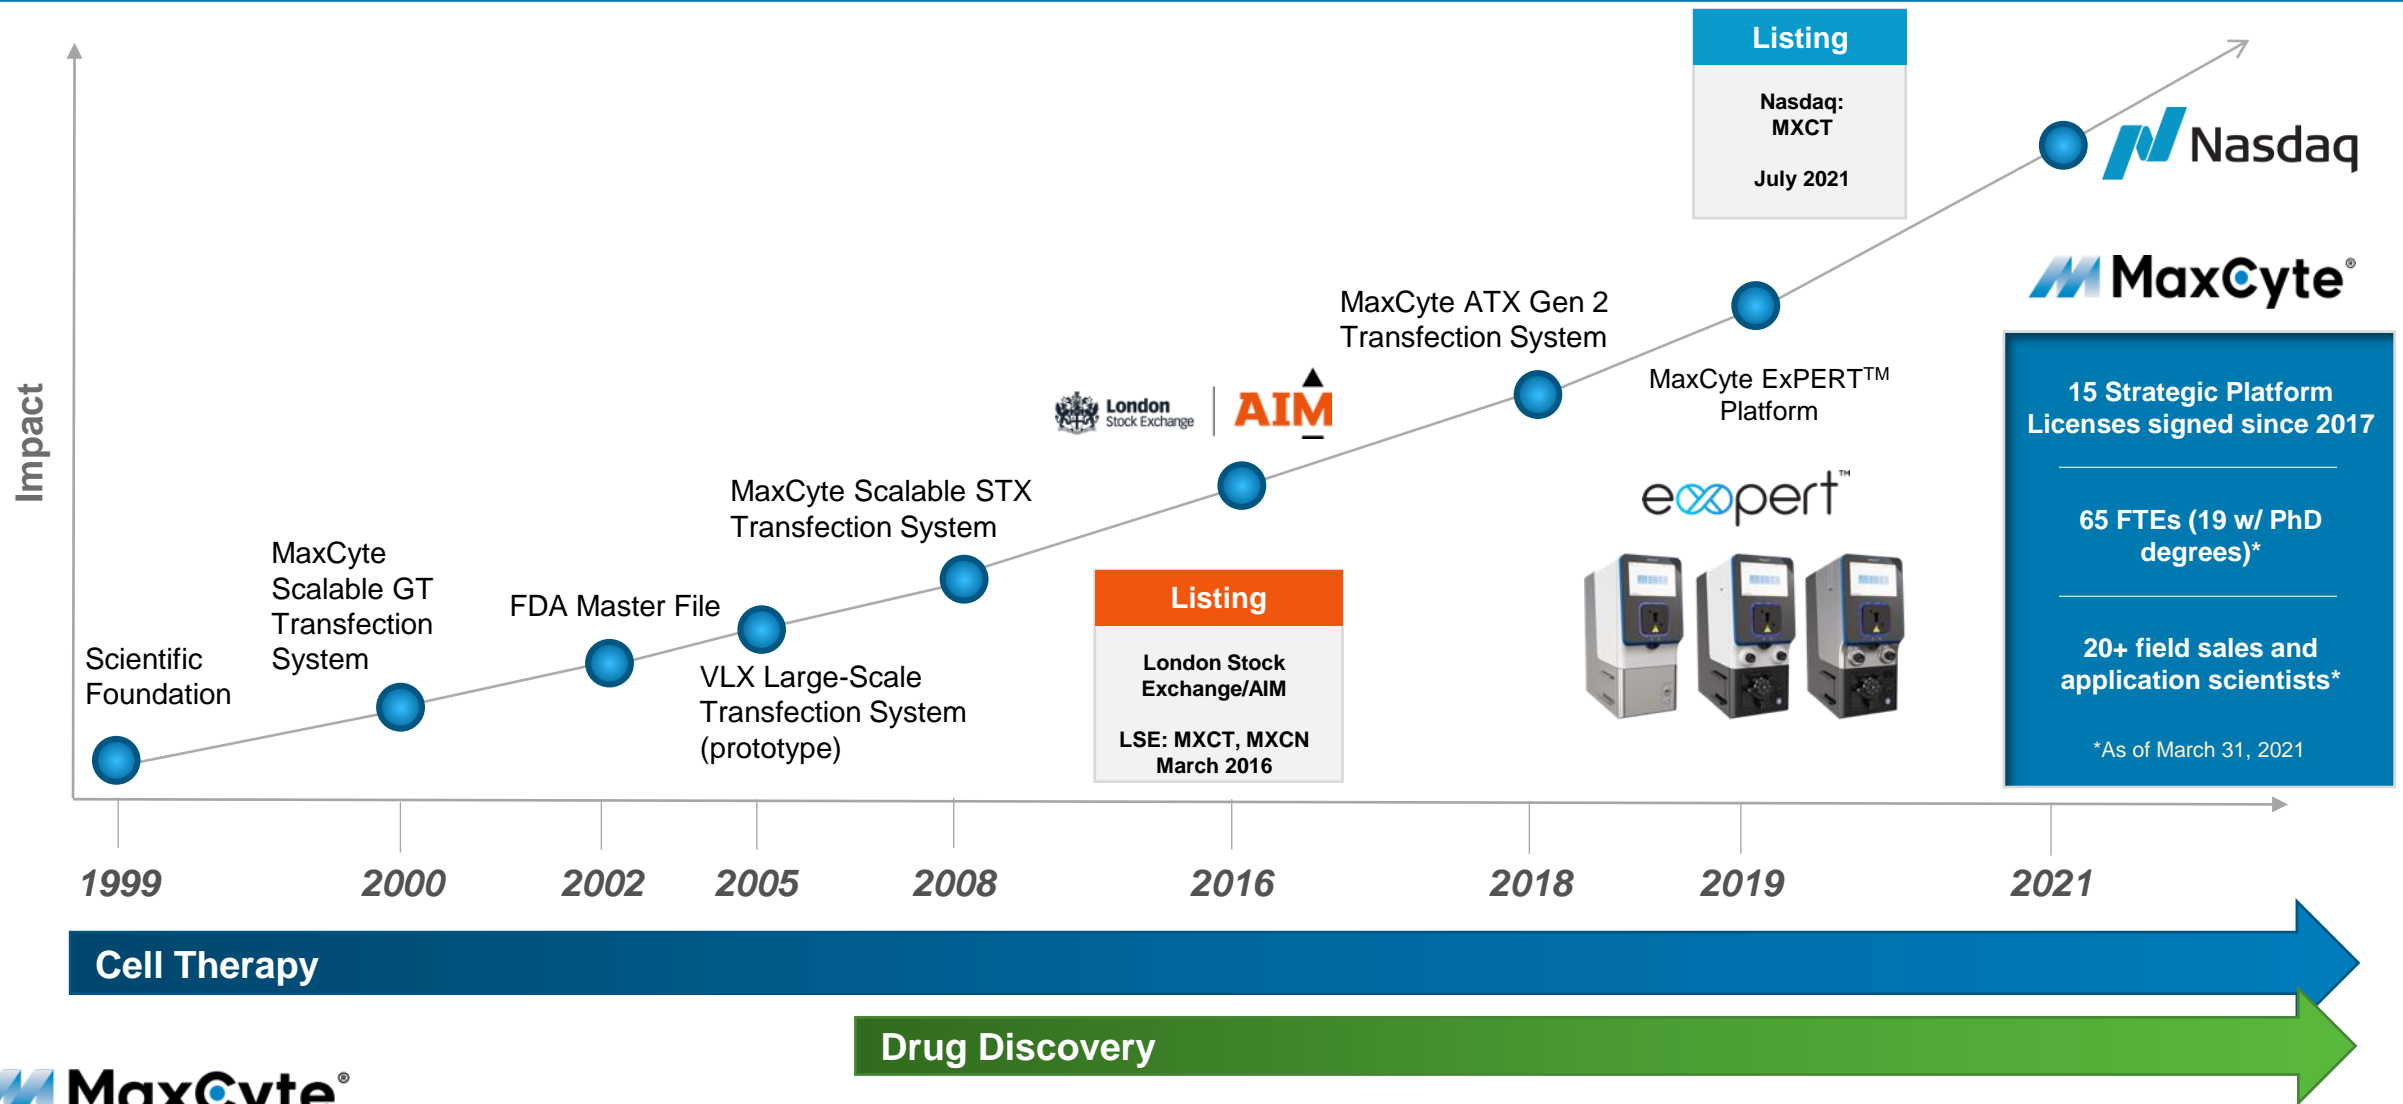 Listing
Nasdaq:
MXCT
July 2021
Nasdaq
MaxCyte®
15 Strategic Platform
Licenses signed since 2017
65 FTEs (19 w/ PhD
degrees)*
20+ field sales and
application scientists*
*As of March 31, 2021
Impact
Scientific
Foundation
MaxCyte
Scalable GT
Transfection
System
FDA Master File
VLX Large-Scale
Transfection System
(prototype)
MaxCyte Scalable STX
Transfection System
London
Stock Exchange
AIM
Listing
London Stock
Exchange/AIM
LSE: MXCT, MXCN
March 2016
MaxCyte ATX Gen 2
Transfection System
MaxCyte ExPERT™
Platform
expert™
1999
2000
2002
2005
2008
2016
2018
2019
2021
Cell Therapy
Drug Discovery
MaxCyte®